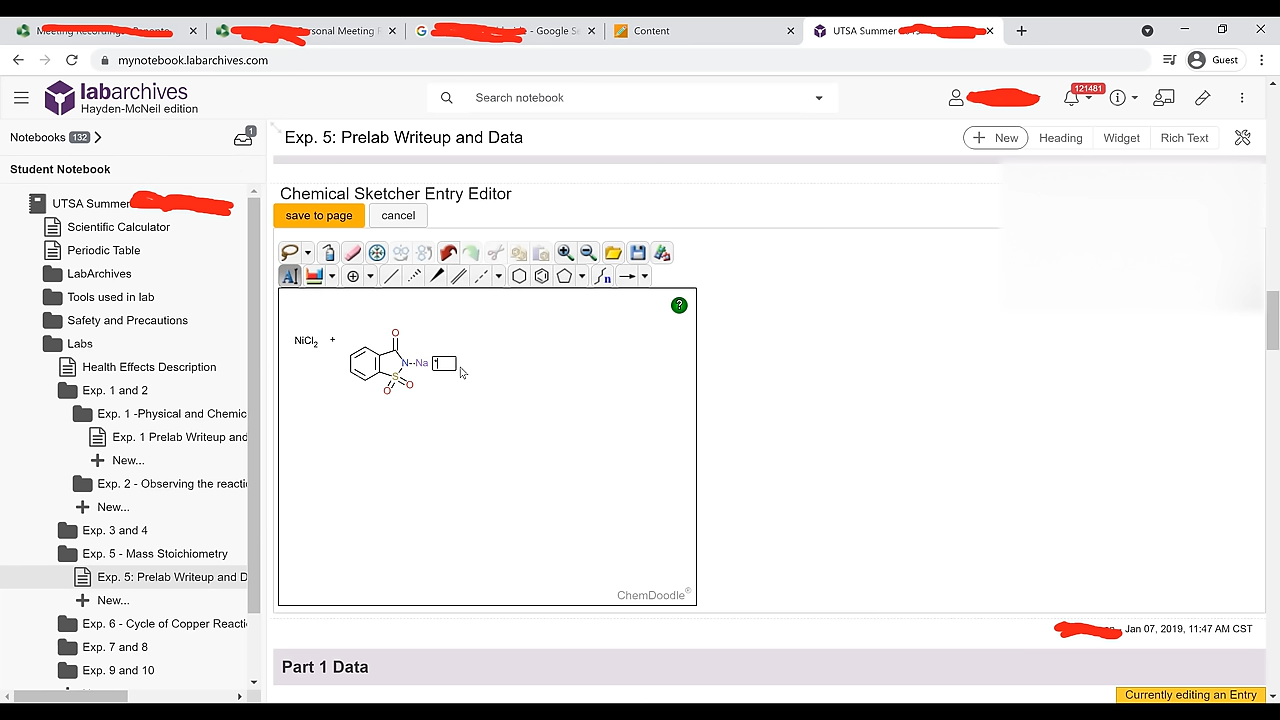 Meeting Recordings
ersonal Meeting F
- Google Se
Content
UTSA Summer
mynotebook.labarchives.com
Guest
labarchives
Hayden-McNeil edition
Search notebook
121481
Notebooks 132
1
Exp. 5: Prelab Writeup and Data
New
Heading
Widget
Rich Text
Student Notebook
UTSA Summer
Scientific Calculator
Periodic Table
LabArchives
Tools used in lab
Safety and Precautions
Labs
Health Effects Description
Exp. 1 and 2
Exp. 1 -Physical and Chemic
Exp. 1 Prelab Writeup and
New...
Exp. 2 - Observing the reacti
New...
Exp. 3 and 4
Exp. 5 - Mass Stoichiometry
Exp. 5: Prelab Writeup and D
New...
Exp. 6 - Cycle of Copper Reacti
Exp. 7 and 8
Exp. 9 and 10
Chemical Sketcher Entry Editor
save to page
cancel
A
n
?
NiCl2 +
O
N--Na
S
O
O
ChemDoodle®
Jan 07, 2019, 11:47 AM CST
Part 1 Data
Currently editing an Entry